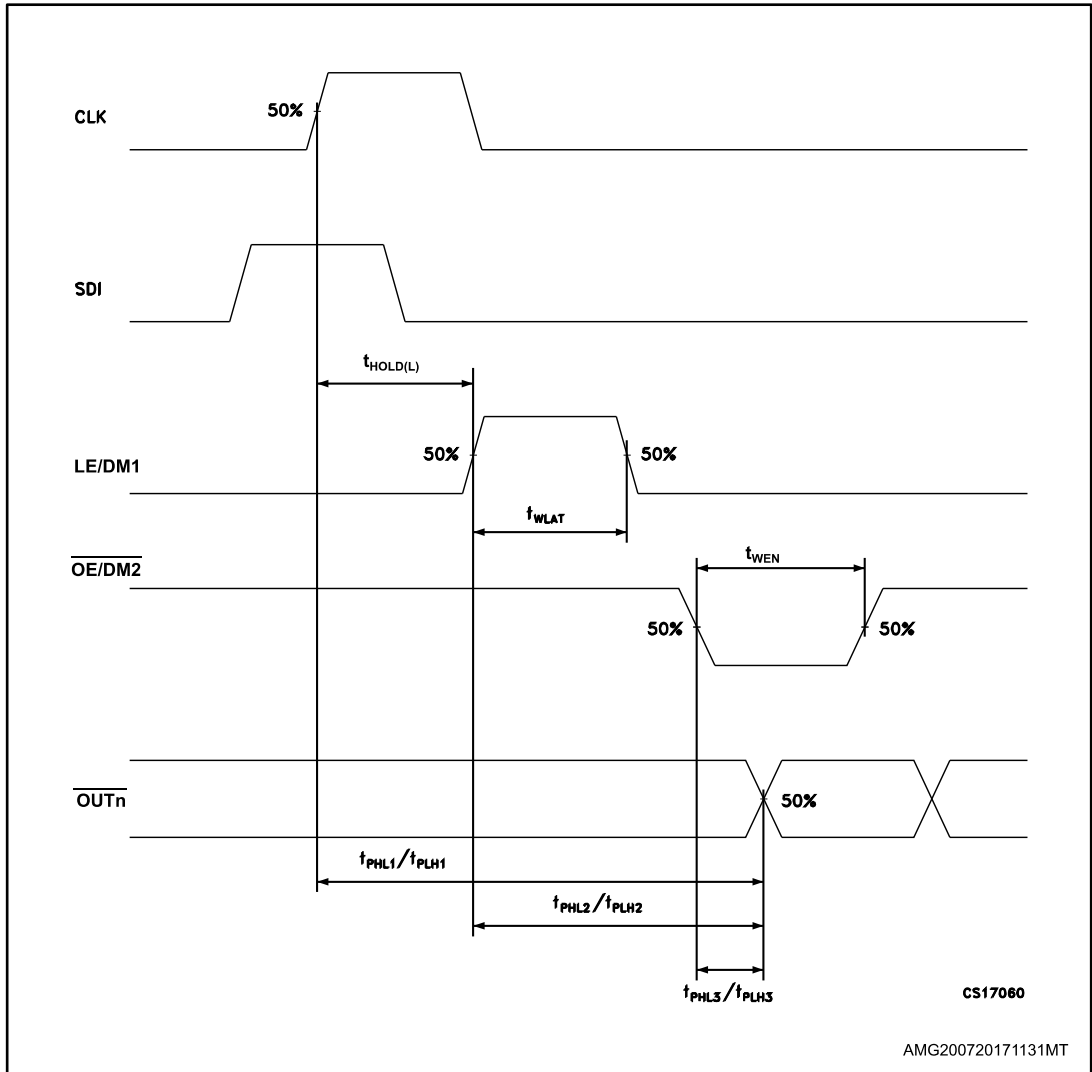 CLK
50%
SDI
tHOLD(L)
LE/DM1
50%
50%
tWLAT
OE/DM2
tWEN
50%
50%
OUTn
50%
tPHL1/tPLH1
tPHL2/tPLH2
tPHL3/tPLH3
CS17060
AMG200720171131MT